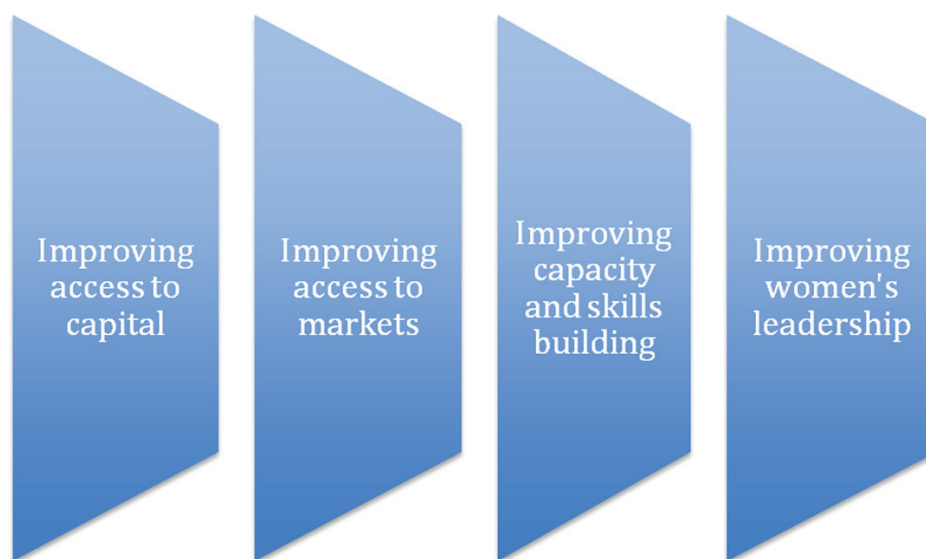 Improving
access to
capital
Improving
access to
markets
Improving
capacity
and skills
building
Improving
women's
leadership